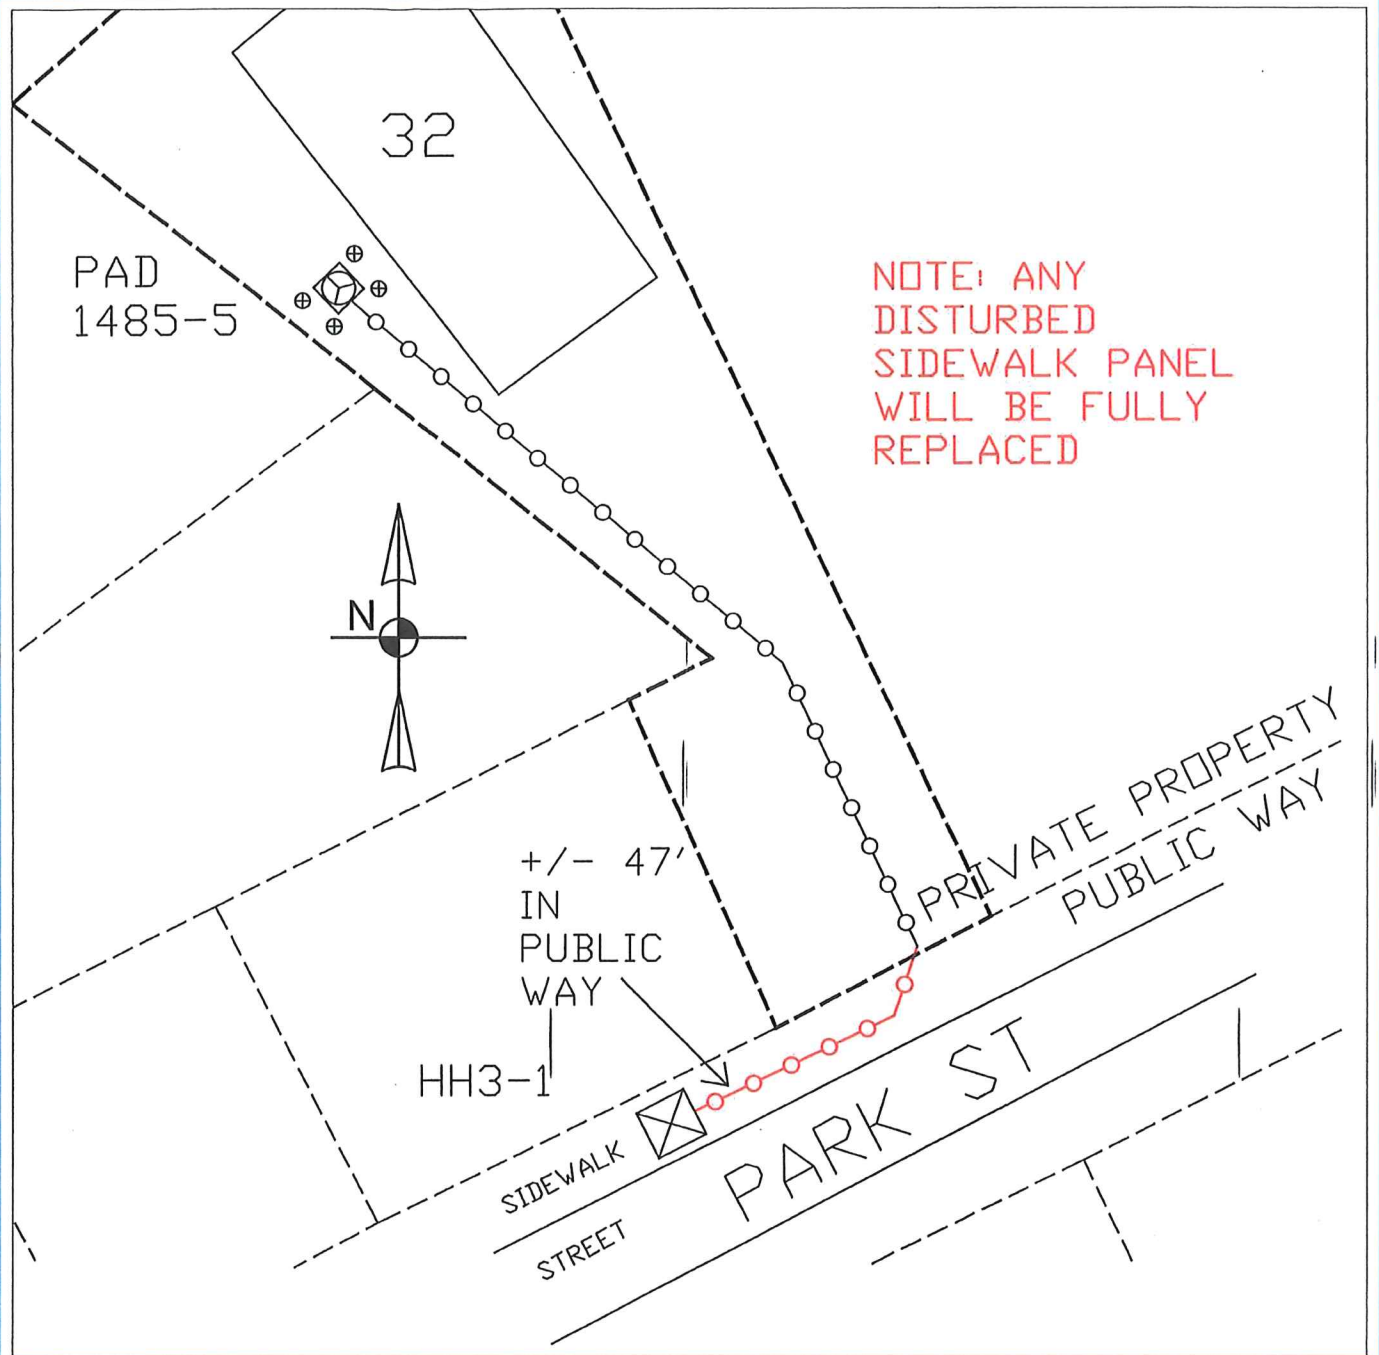 32
PAD
1485-5
NOTE: ANY
DISTURBED
SIDEWALK PANEL
WILL BE FULLY
REPLACED
N
PRIVATE PROPERTY
PUBLIC WAY
+/- 47'
IN
PUBLIC
WAY
HH3-1
SIDEWALK
STREET
PARK ST